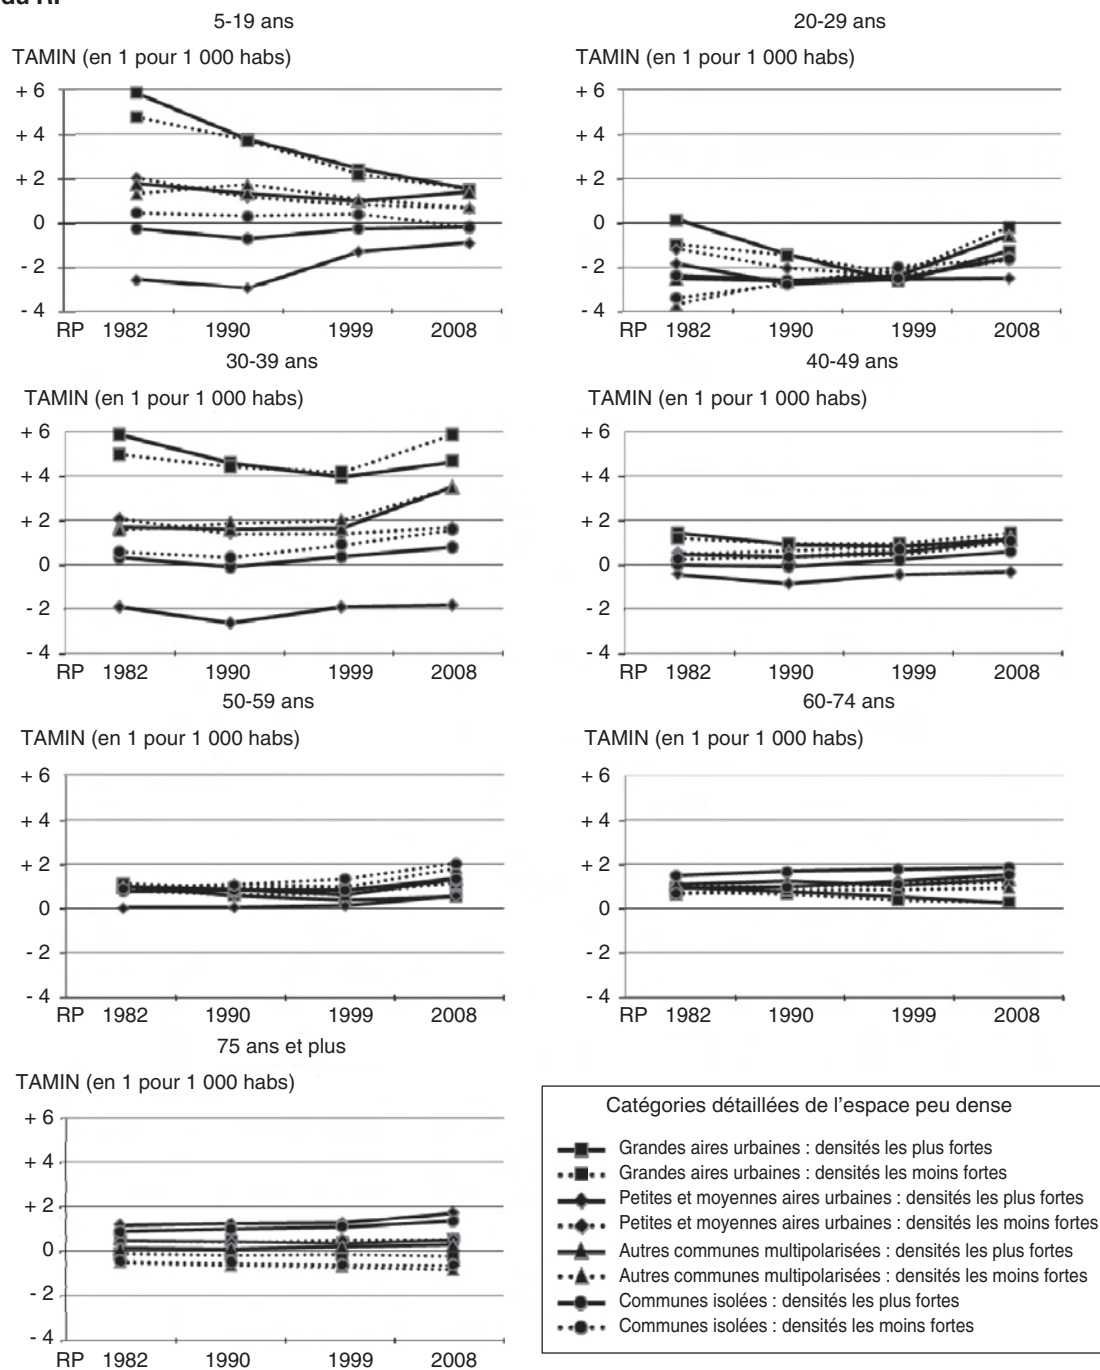 du RP
5-19 ans
20-29 ans
TAMIN (en 1 pour 1 000 habs)
TAMIN (en 1 pour 1 000 habs)
+ 6
+ 4
+ 2
0
- 2
- 4
RP 1982 1990 1999 2008
+ 6
+ 4
+ 2
0
- 2
- 4
RP 1982 1990 1999 2008
30-39 ans
40-49 ans
TAMIN (en 1 pour 1 000 habs)
TAMIN (en 1 pour 1 000 habs)
+ 6
+ 4
+ 2
0
- 2
- 4
RP 1982 1990 1999 2008
+ 6
+ 4
+ 2
0
- 2
- 4
RP 1982 1990 1999 2008
50-59 ans
60-74 ans
TAMIN (en 1 pour 1 000 habs)
TAMIN (en 1 pour 1 000 habs)
+ 6
+ 4
+ 2
0
- 2
- 4
RP 1982 1990 1999 2008
+ 6
+ 4
+ 2
0
- 2
- 4
RP 1982 1990 1999 2008
75 ans et plus
TAMIN (en 1 pour 1 000 habs)
+ 6
+ 4
+ 2
0
- 2
- 4
RP 1982 1990 1999 2008
Catégories détaillées de l'espace peu dense
Grandes aires urbaines : densités les plus fortes
Grandes aires urbaines : densités les moins fortes
Petites et moyennes aires urbaines : densités les plus fortes
Petites et moyennes aires urbaines : densités les moins fortes
Autres communes multipolarisées : densités les plus fortes
Autres communes multipolarisées : densités les moins fortes
Communes isolées : densités les plus fortes
Communes isolées : densités les moins fortes